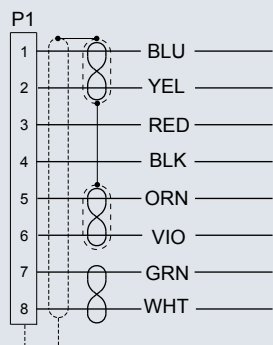 P1
1 BLU
2 YEL
3 RED
4 BLK
5 ORN
6 VIO
7 GRN
8 WHT